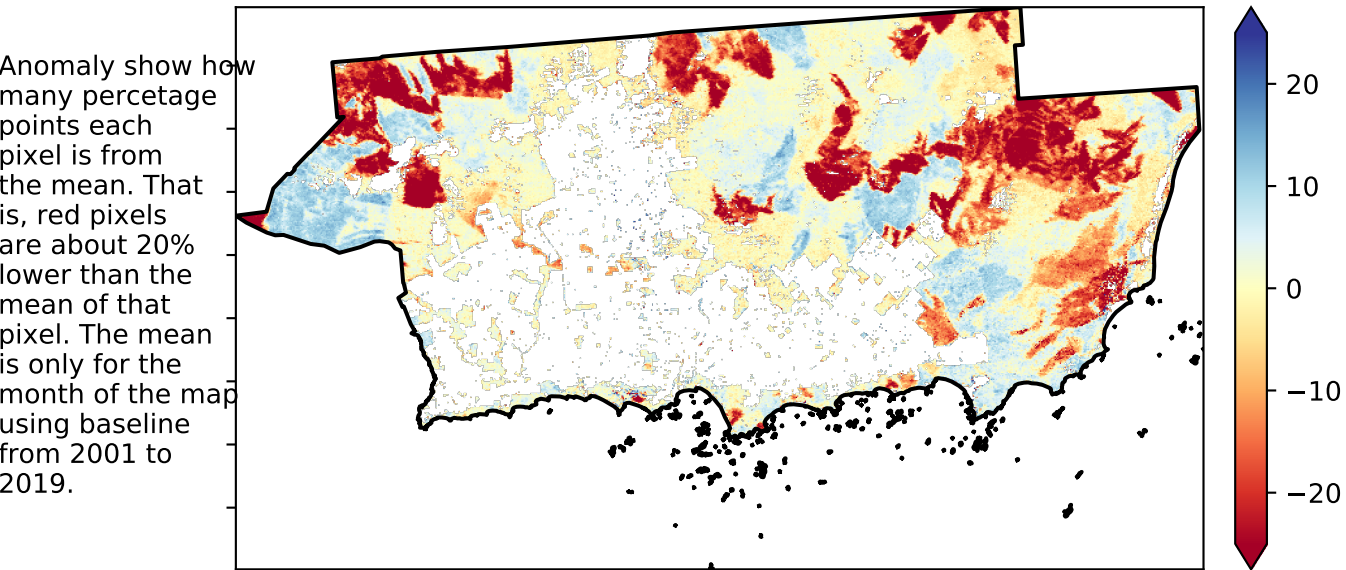 Anomaly show how
many percetage
points each
pixel is from
the mean. That
is, red pixels
are about 20%
lower than the
mean of that
pixel. The mean
is only for the
month of the map
using baseline
from 2001 to
2019.
20
10
0
−10
−20